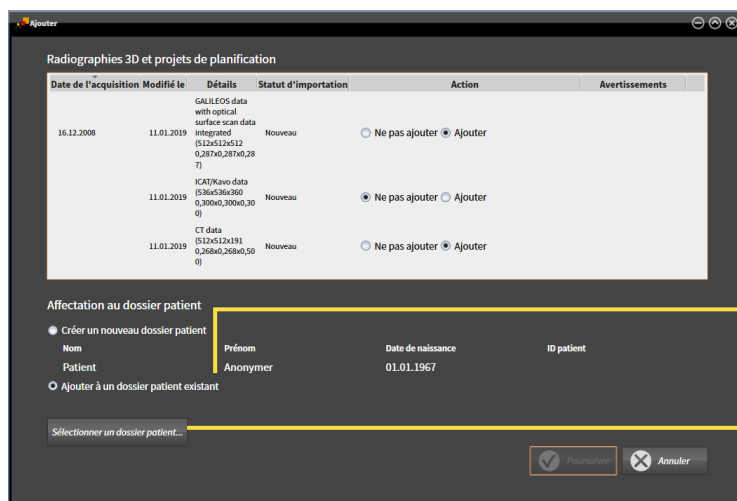 Ajouter
Radiographies 3D et projets de planification
Date de l'acquisition Modifié le Détails Statut d'importation Action Avertissements
GALILEOS data
with optical
surface scan data
16.12.2008 11.01.2019 integrated Nouveau Ne pas ajouter Ajouter
(512x512x512
0,287x0,287x0,28
7)
ICAT/Kavo data
11.01.2019 (536x536x360 Nouveau Ne pas ajouter Ajouter
0,300x0,300x0,30
0)
CT data
11.01.2019 (512x512x191 Nouveau Ne pas ajouter Ajouter
0,268x0,268x0,50
0)
Affectation au dossier patient
Créer un nouveau dossier patient
Nom Prénom Date de naissance ID patient
Patient Anonymer 01.01.1967
Ajouter à un dossier patient existant
Sélectionner un dossier patient...
Poursuivre Annuler